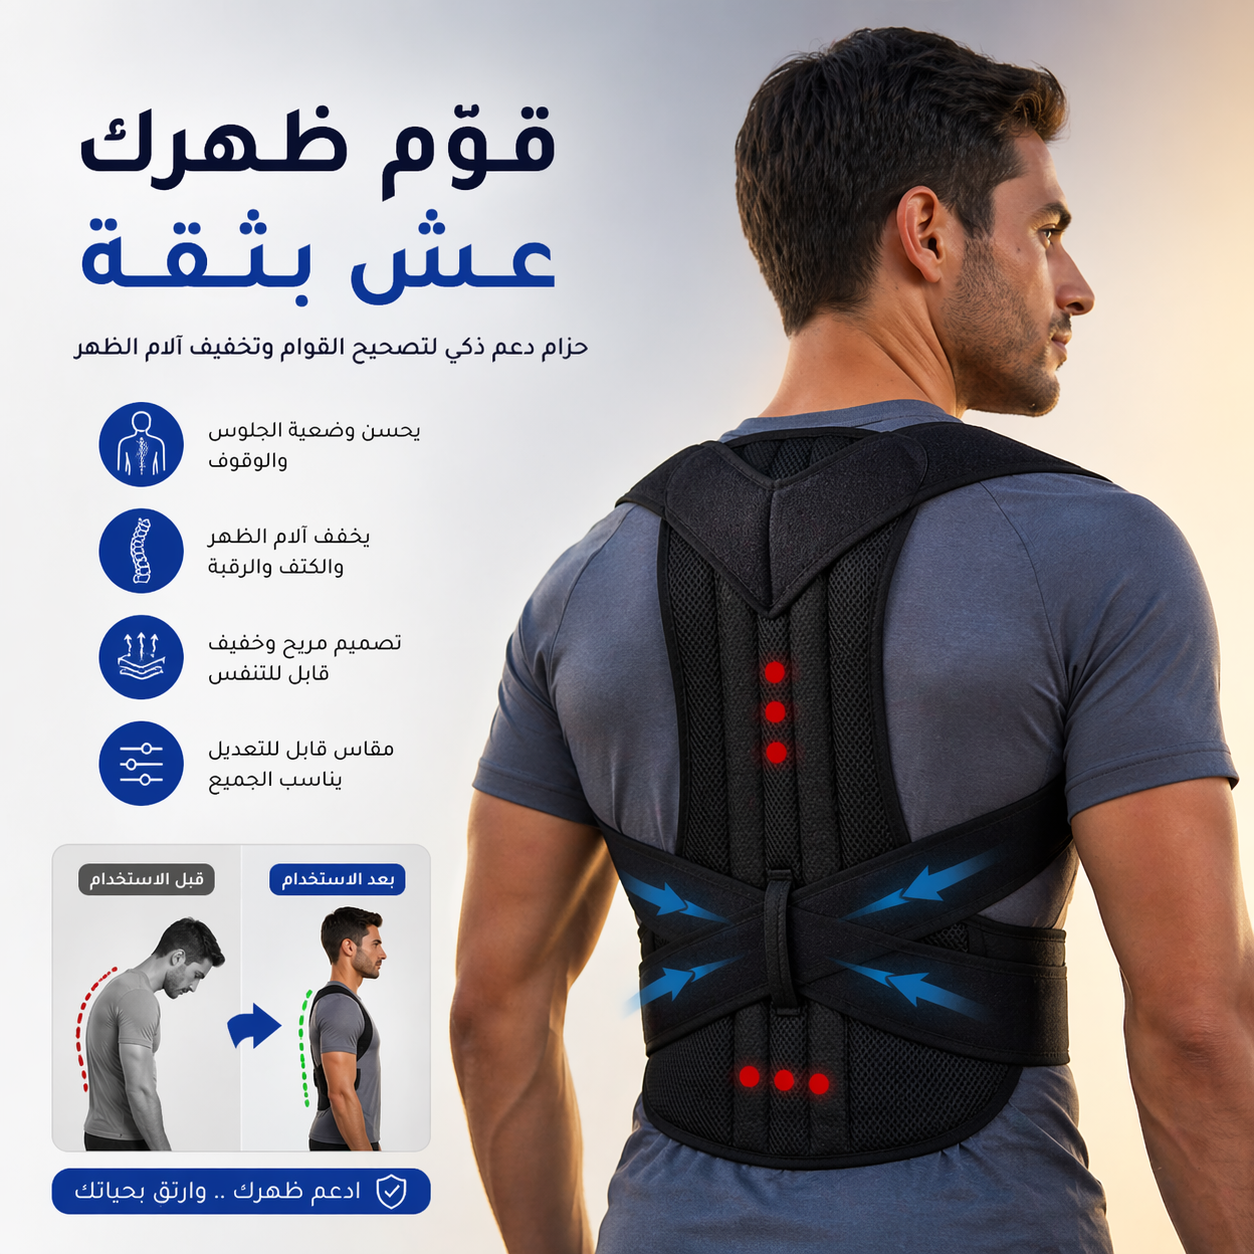 قوّم ظهرك
عش بثقة
حزام دعم ذكي لتصحيح القوام وتخفيف آلام الظهر
يحسن وضعية الجلوس
والوقوف
يخفف آلام الظهر
والكتف والرقبة
تصميم مريح وخفيف
قابل للتنفس
مقاس قابل للتعديل
يناسب الجميع
بعد الاستخدام
قبل الاستخدام
ادعم ظهرك .. وارتق بحياتك